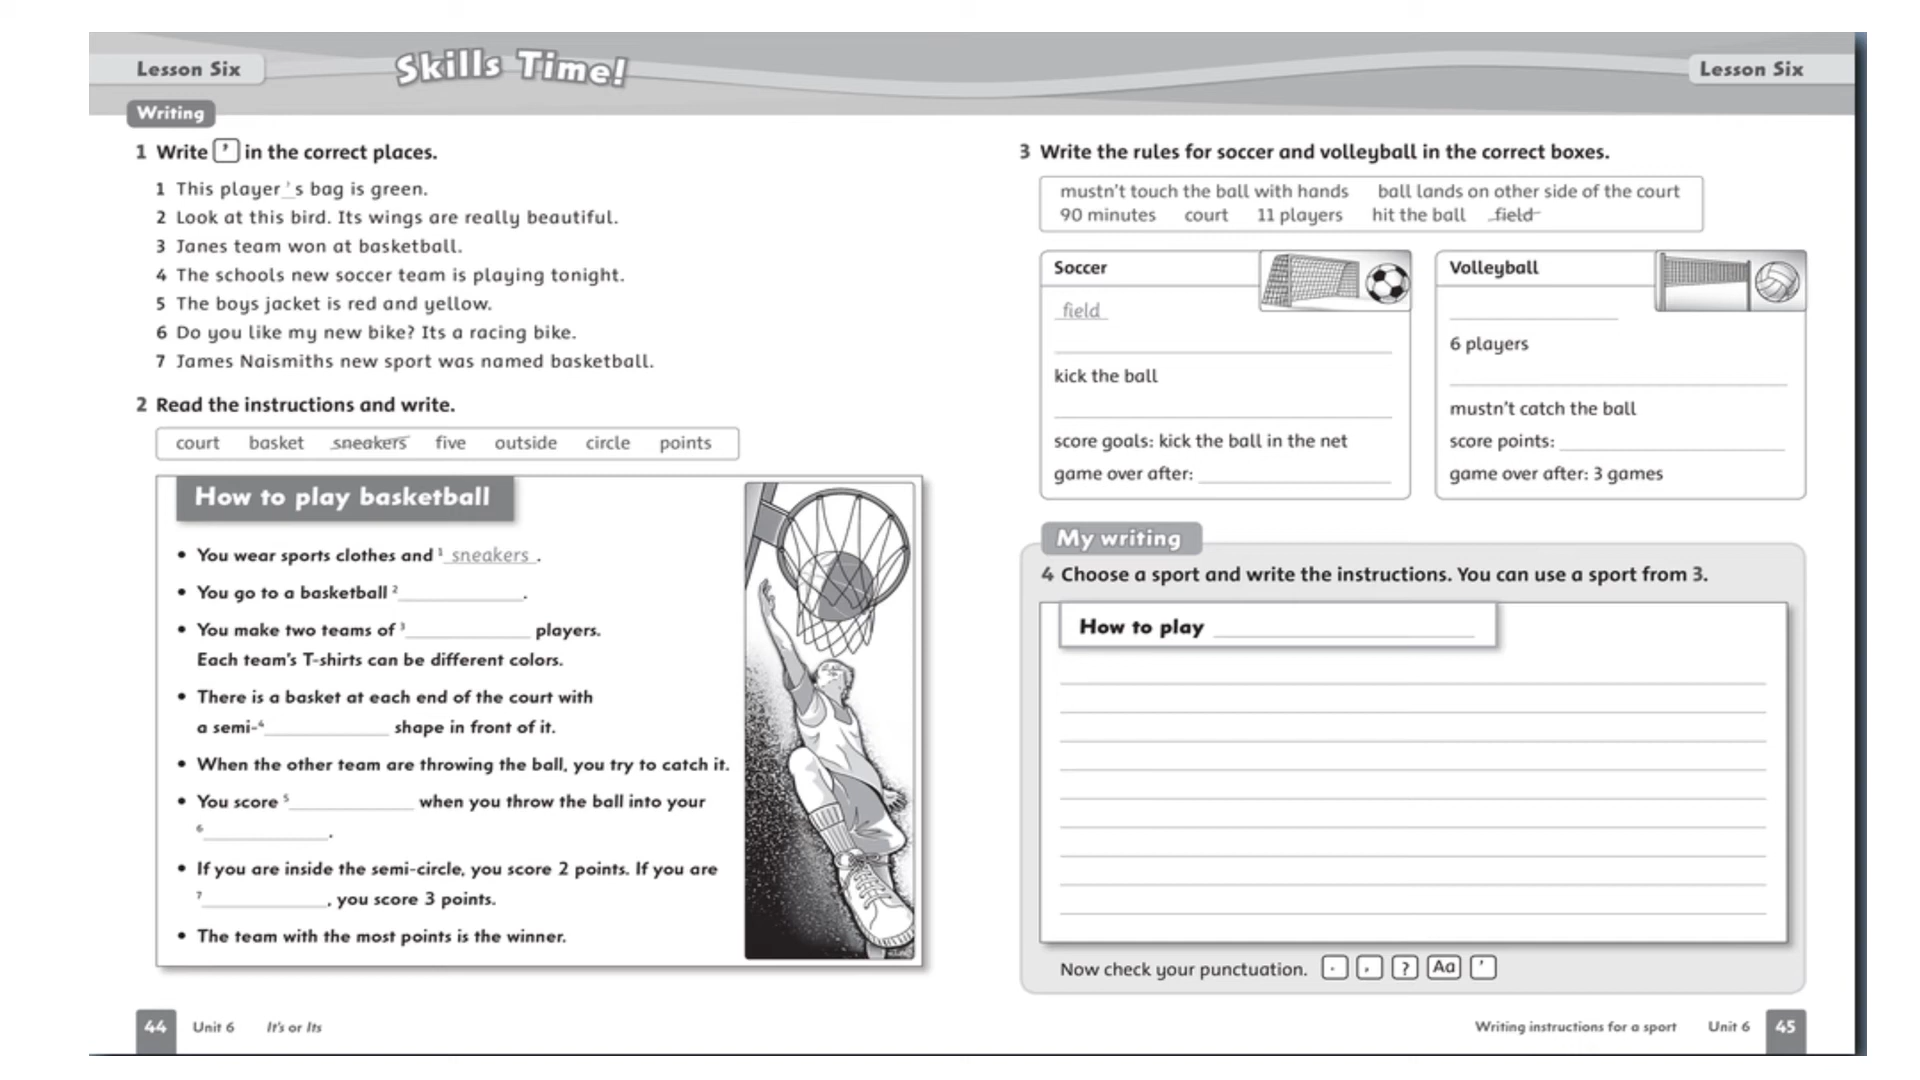 Lesson Six
Skills Time!
Lesson Six
Writing
1 Write ’ in the correct places.
1 This player ’ s bag is green.
2 Look at this bird. Its wings are really beautiful.
3 Janes team won at basketball.
4 The schools new soccer team is playing tonight.
5 The boys jacket is red and yellow.
6 Do you like my new bike? Its a racing bike.
7 James Naismiths new sport was named basketball.
2 Read the instructions and write.
court basket sneakers five outside circle points
How to play basketball
• You wear sports clothes and 1 sneakers .
• You go to a basketball 2 ____________.
• You make two teams of 3 ____________ players.
Each team’s T-shirts can be different colors.
• There is a basket at each end of the court with
a semi-4 ____________ shape in front of it.
• When the other team are throwing the ball, you try to catch it.
• You score 5 ____________ when you throw the ball into your
6 ____________.
• If you are inside the semi-circle, you score 2 points. If you are
7 ____________, you score 3 points.
• The team with the most points is the winner.
44 Unit 6 It’s or Its
3 Write the rules for soccer and volleyball in the correct boxes.
mustn’t touch the ball with hands ball lands on other side of the court
90 minutes court 11 players hit the ball field
Soccer
field
kick the ball
score goals: kick the ball in the net
game over after: ____________
Volleyball
6 players
mustn’t catch the ball
score points: ____________
game over after: 3 games
My writing
4 Choose a sport and write the instructions. You can use a sport from 3.
How to play ____________
Now check your punctuation. . , ? Aa ’
Writing instructions for a sport Unit 6 45